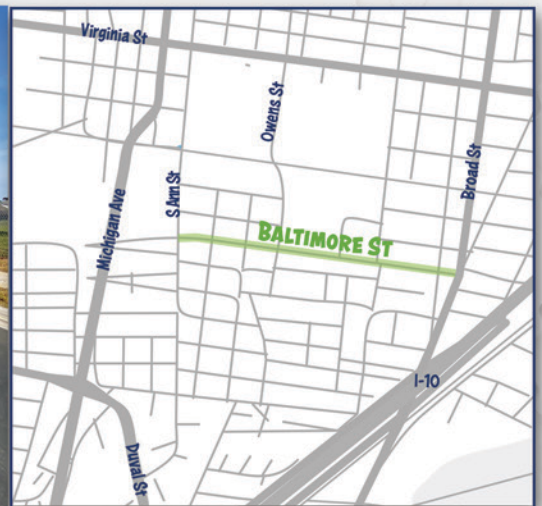 Virginia St
Owens St
Broad St
S Ann St
Michigan Ave
BALTIMORE ST
I-10
Duval St